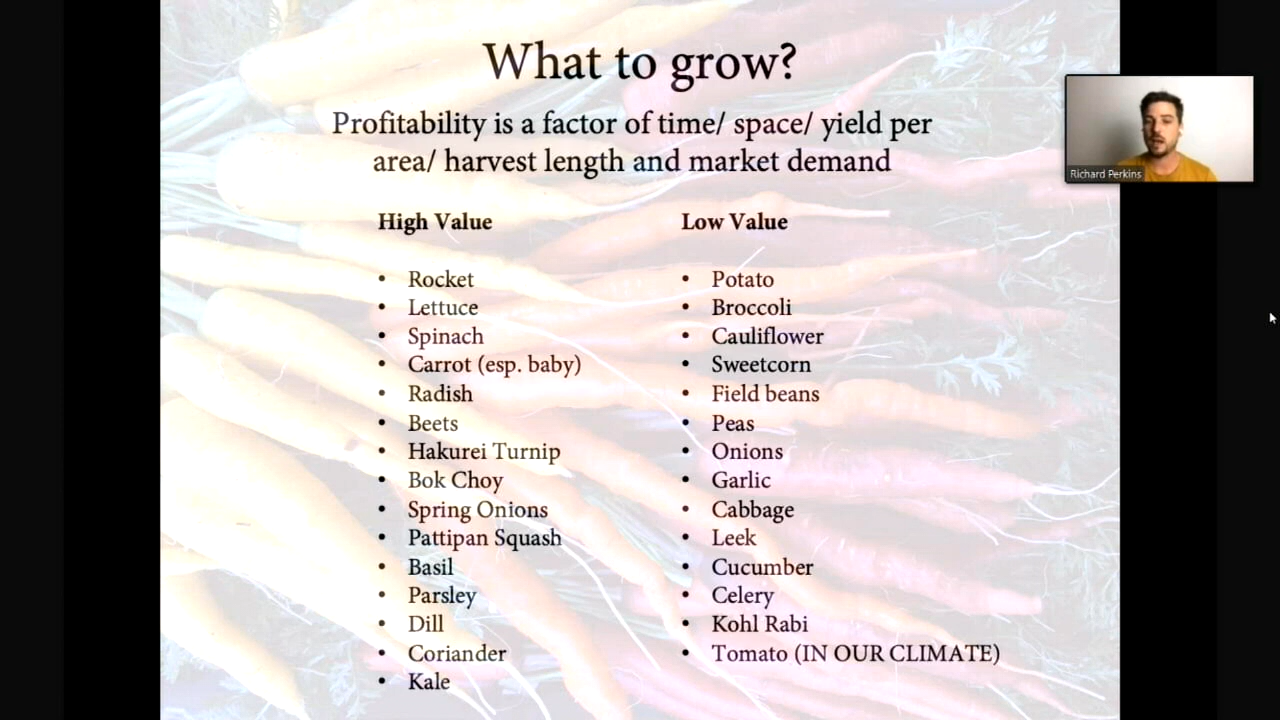 What to grow?
Profitability is a factor of time/ space/ yield per
area/ harvest length and market demand
Richard Perkins
High Value
• Rocket
• Lettuce
• Spinach
• Carrot (esp. baby)
• Radish
• Beets
• Hakurei Turnip
• Bok Choy
• Spring Onions
• Pattipan Squash
• Basil
• Parsley
• Dill
• Coriander
• Kale
Low Value
• Potato
• Broccoli
• Cauliflower
• Sweetcorn
• Field beans
• Peas
• Onions
• Garlic
• Cabbage
• Leek
• Cucumber
• Celery
• Kohl Rabi
• Tomato (IN OUR CLIMATE)